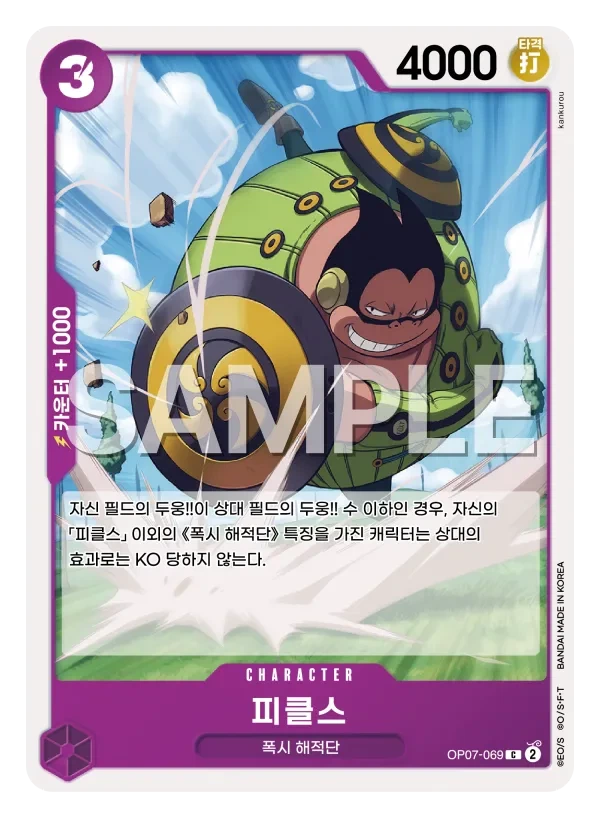 3
4000
타격
打
kankurou
카운터 +1000
SAMPLE
자신 필드의 두웅!!이 상대 필드의 두웅!! 수 이하인 경우, 자신의
「피클스」 이외의 《폭시 해적단》 특징을 가진 캐릭터는 상대의
효과로는 KO 당하지 않는다.
CHARACTER
피클스
폭시 해적단
OP07-069 C 2
©EO/S ©O/S·F·T BANDAI MADE IN KOREA